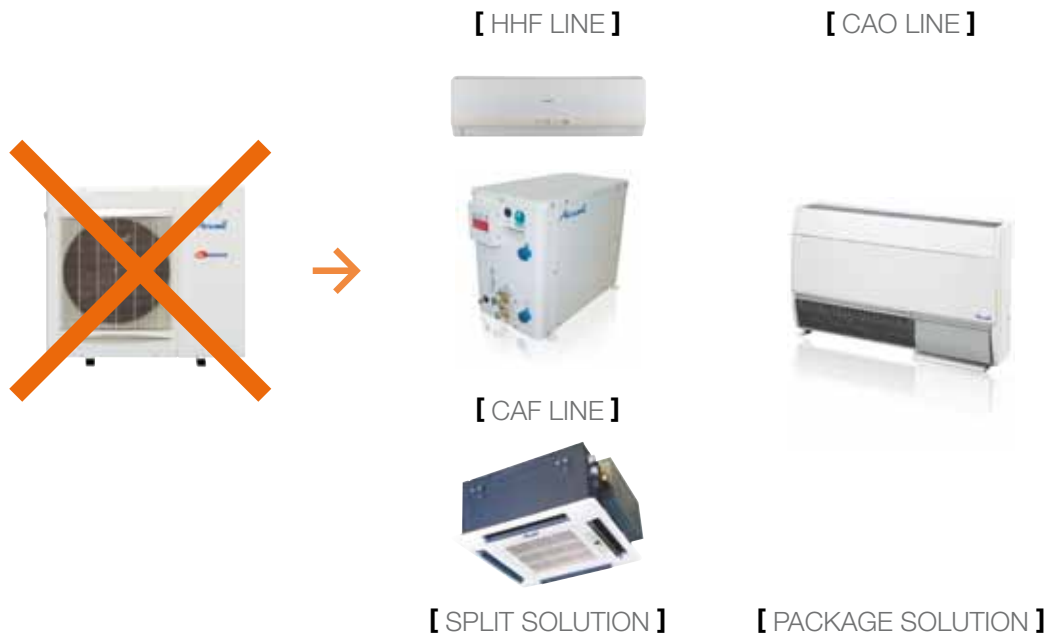 [ HHF LINE ]
[ CAO LINE ]
[ CAF LINE ]
[ SPLIT SOLUTION ]
[ PACKAGE SOLUTION ]